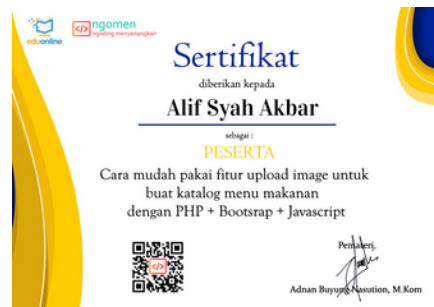 eduonline
</> ngomen
ngoding menyenangkan
Sertifikat
diberikan kepada
Alif Syah Akbar
sebagai :
PESERTA
Cara mudah pakai fitur upload image untuk
buat katalog menu makanan
dengan PHP + Bootsrap + Javascript
</>
Pemateri,
Adnan Buyung Nasution, M.Kom